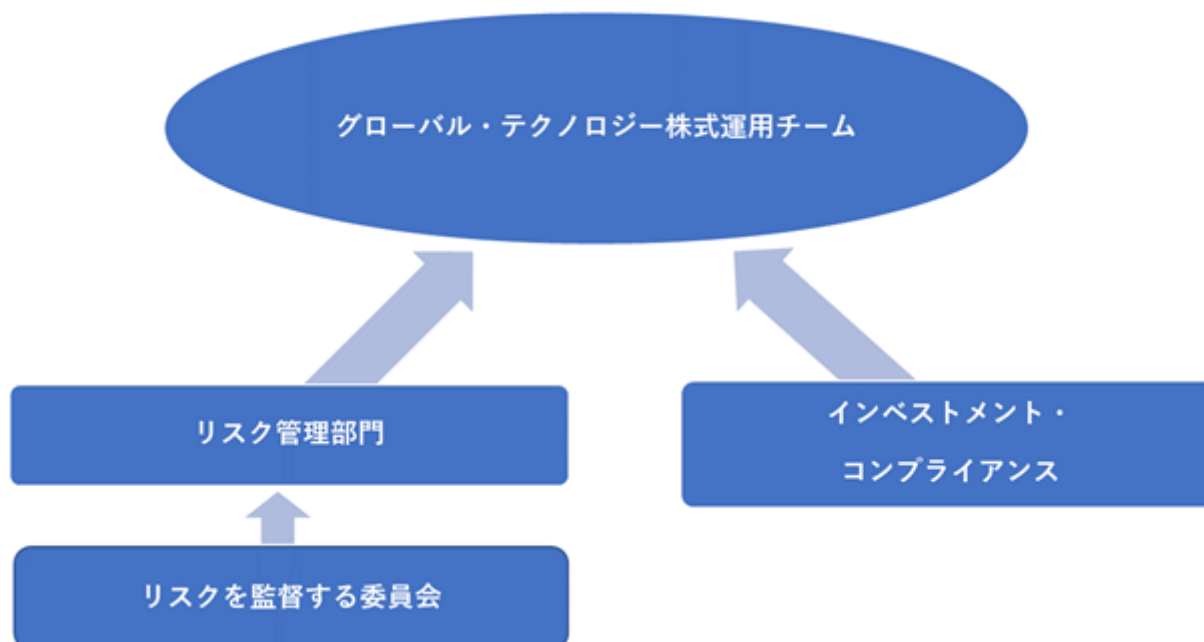 グローバル・テクノロジー株式運用チーム
リスク管理部門
インベストメント・
コンプライアンス
リスクを監督する委員会